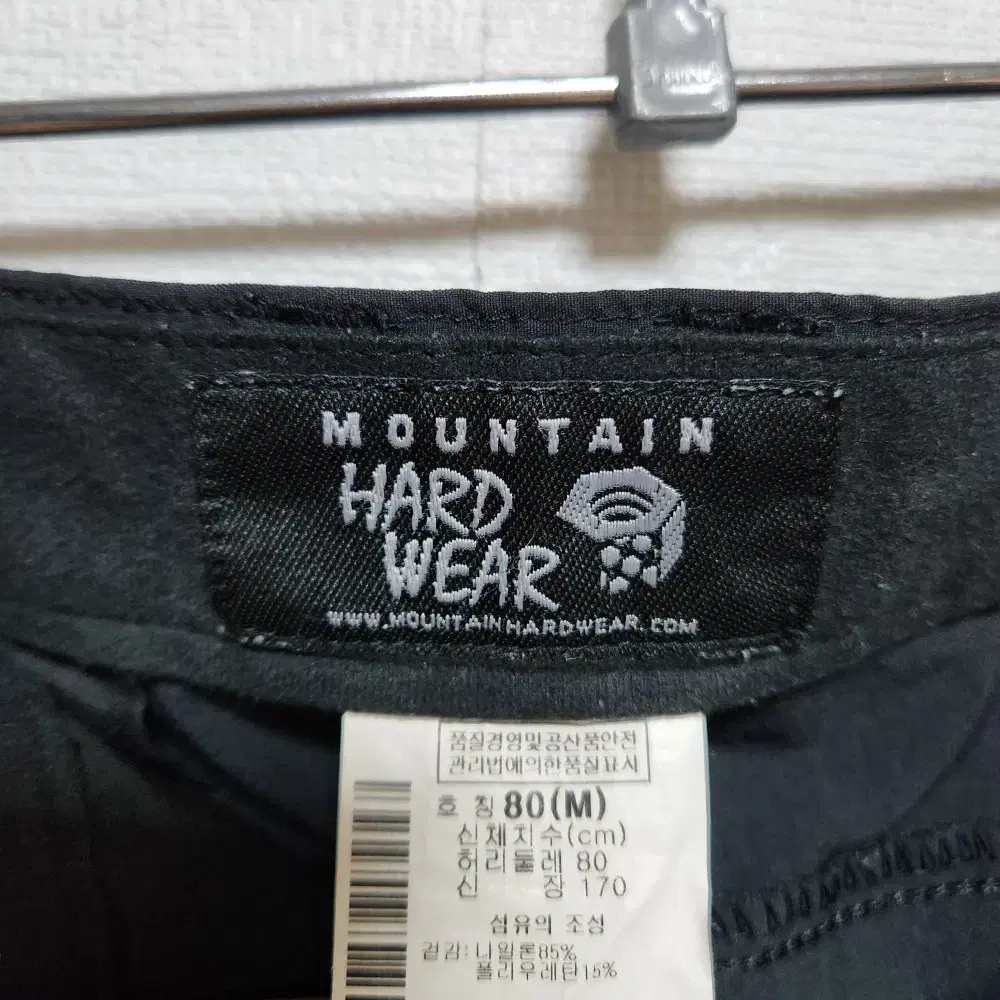 MOUNTAIN
HARD
WEAR
WWW.MOUNTAINHARDWEAR.COM
품질경영및공산품안전
관리법에의한품질표시
호 칭 80(M)
신체지수(cm)
허리둘레 80
신 장 170
섬유의 조성
겉감: 나일론85%
폴리우레탄15%